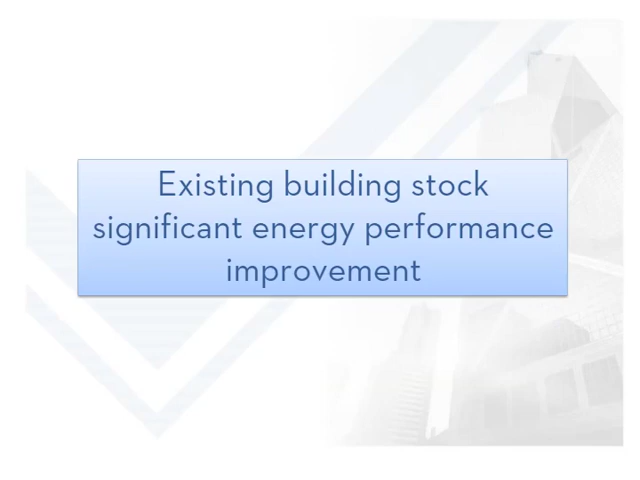 Existing building stock
significant energy performance
improvement